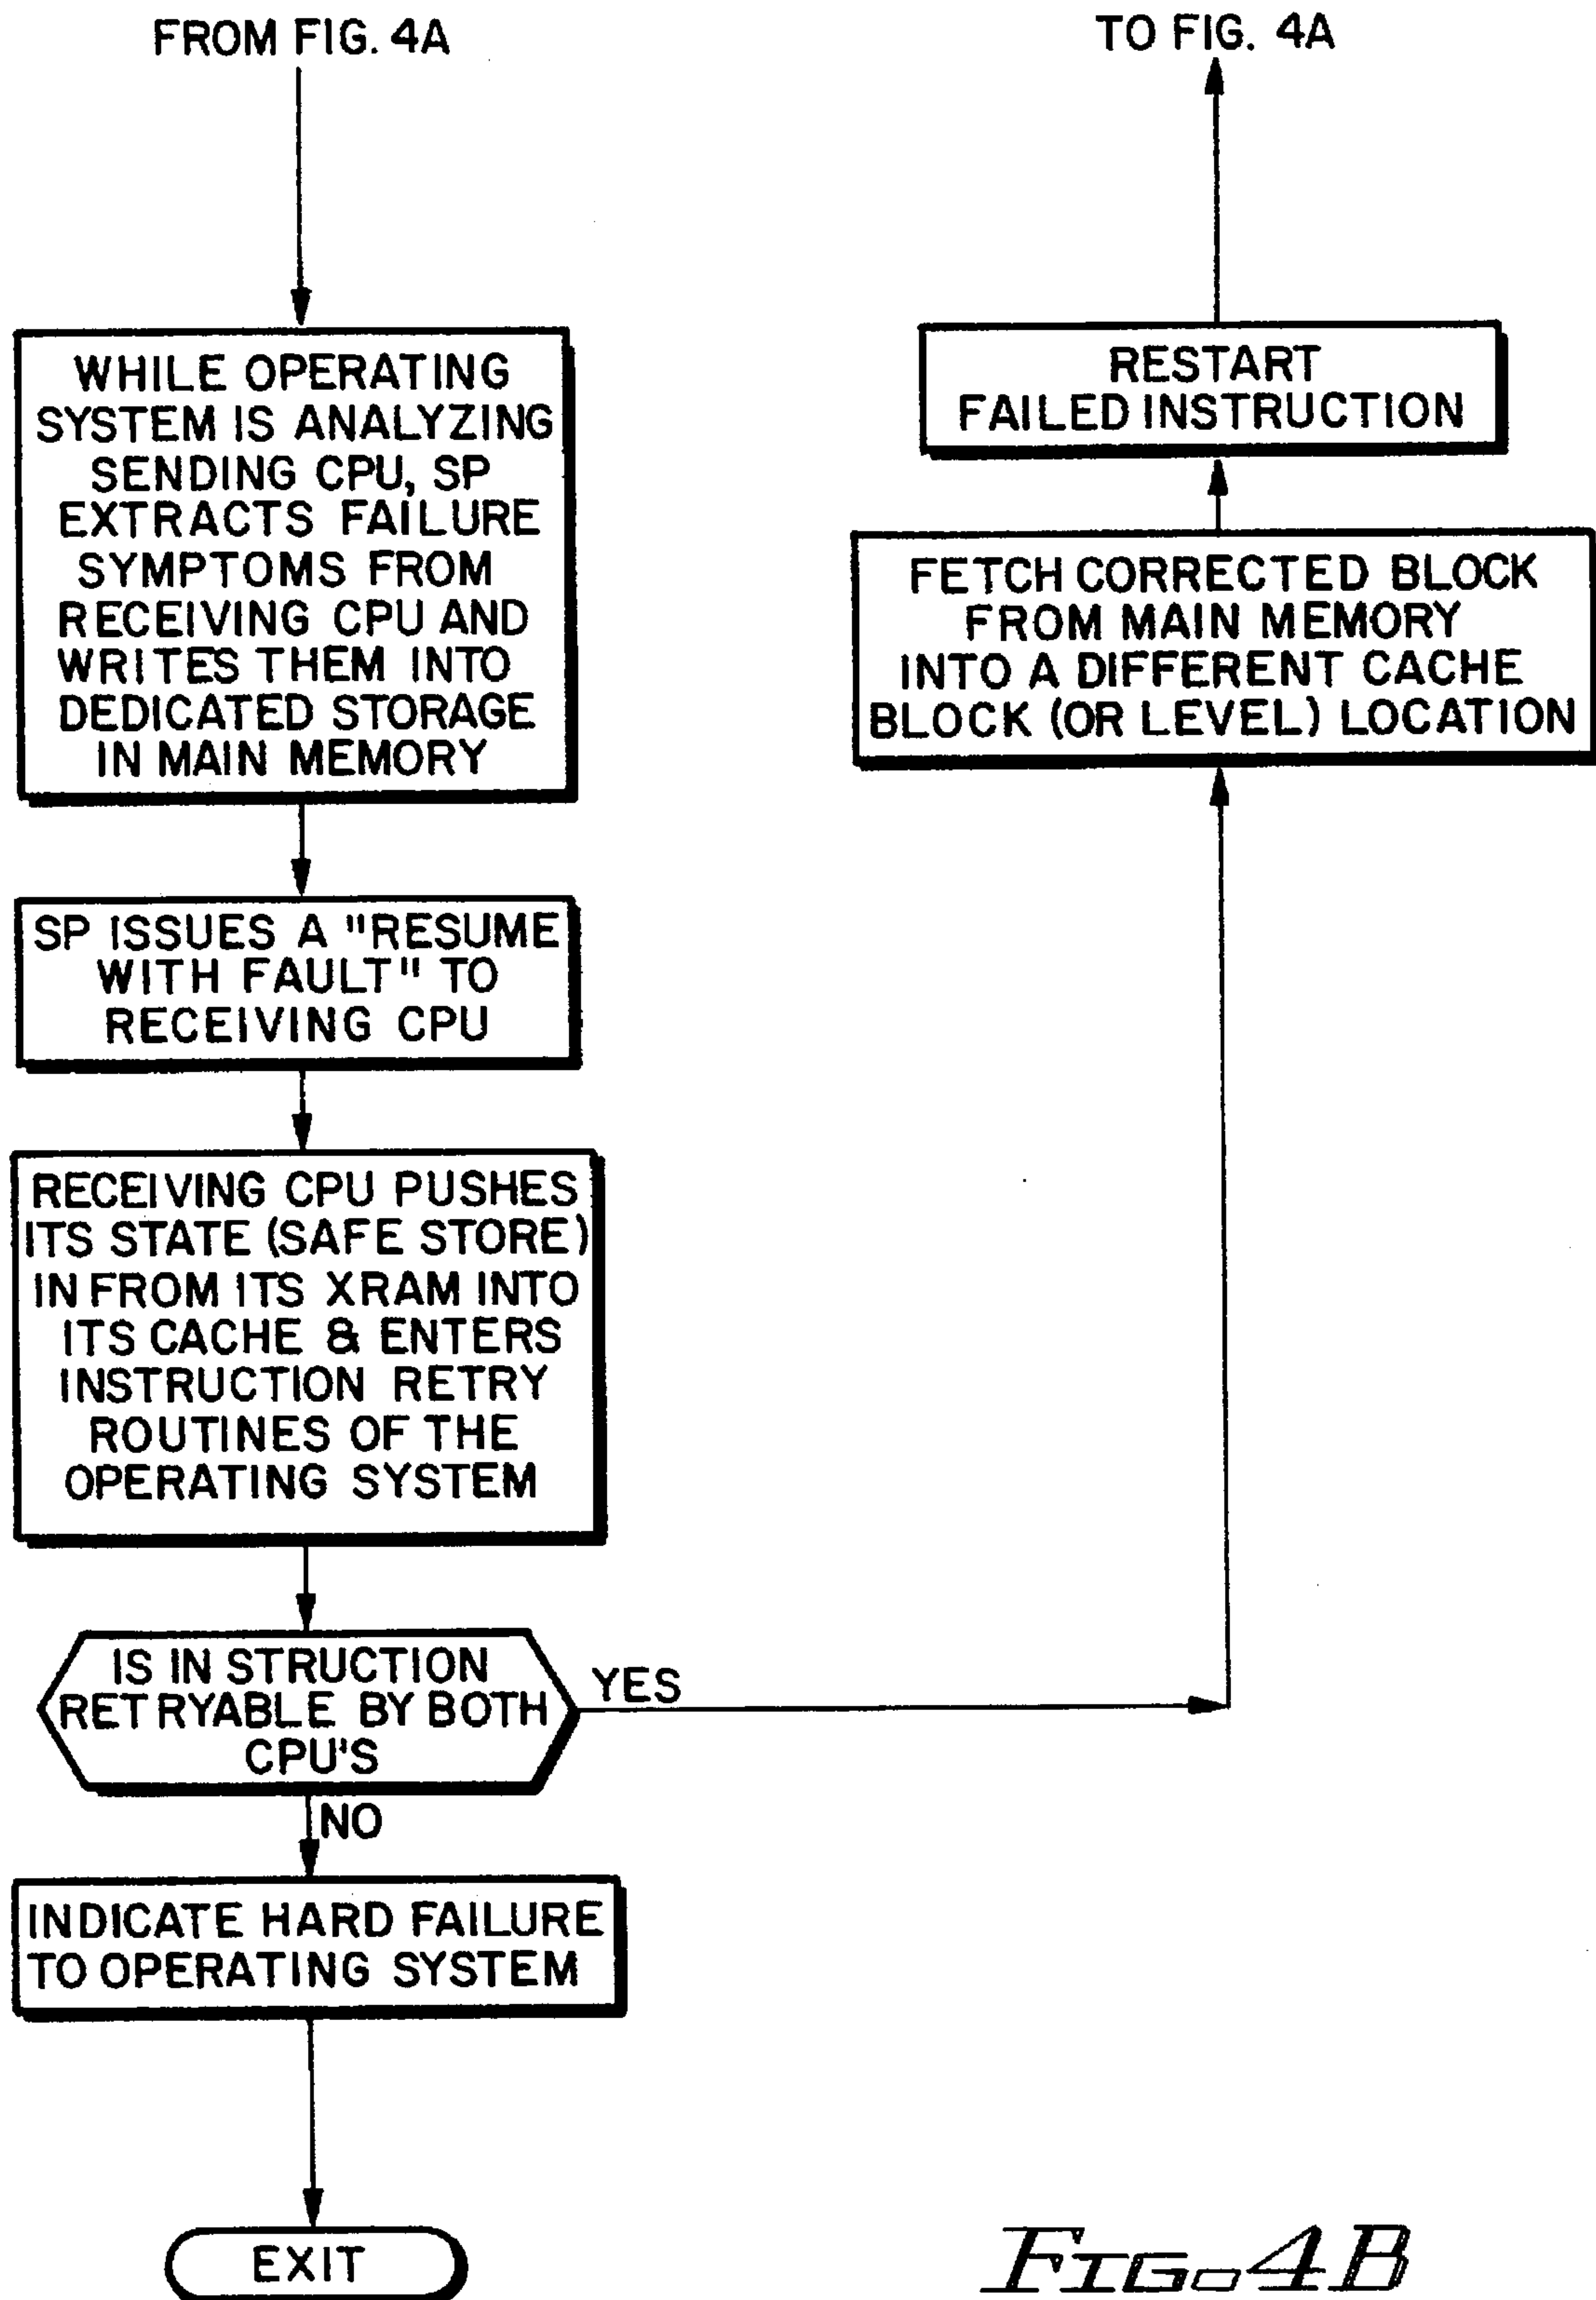 FROM FIG. 4A
WHILE OPERATING
SYSTEM IS ANALYZING
SENDING CPU, SP
EXTRACTS FAILURE
SYMPTOMS FROM
RECEIVING CPU AND
WRITES THEM INTO
DEDICATED STORAGE
IN MAIN MEMORY
SP ISSUES A "RESUME
WITH FAULT" TO
RECEIVING CPU
RECEIVING CPU PUSHES
ITS STATE (SAFE STORE)
IN FROM ITS XRAM INTO
ITS CACHE & ENTERS
INSTRUCTION RETRY
ROUTINES OF THE
OPERATING SYSTEM
IS IN STRUCTION
RETRYABLE BY BOTH
CPU'S
YES
NO
INDICATE HARD FAILURE
TO OPERATING SYSTEM
EXIT
TO FIG. 4A
RESTART
FAILED INSTRUCTION
FETCH CORRECTED BLOCK
FROM MAIN MEMORY
INTO A DIFFERENT CACHE
BLOCK (OR LEVEL) LOCATION
FIG. 4B